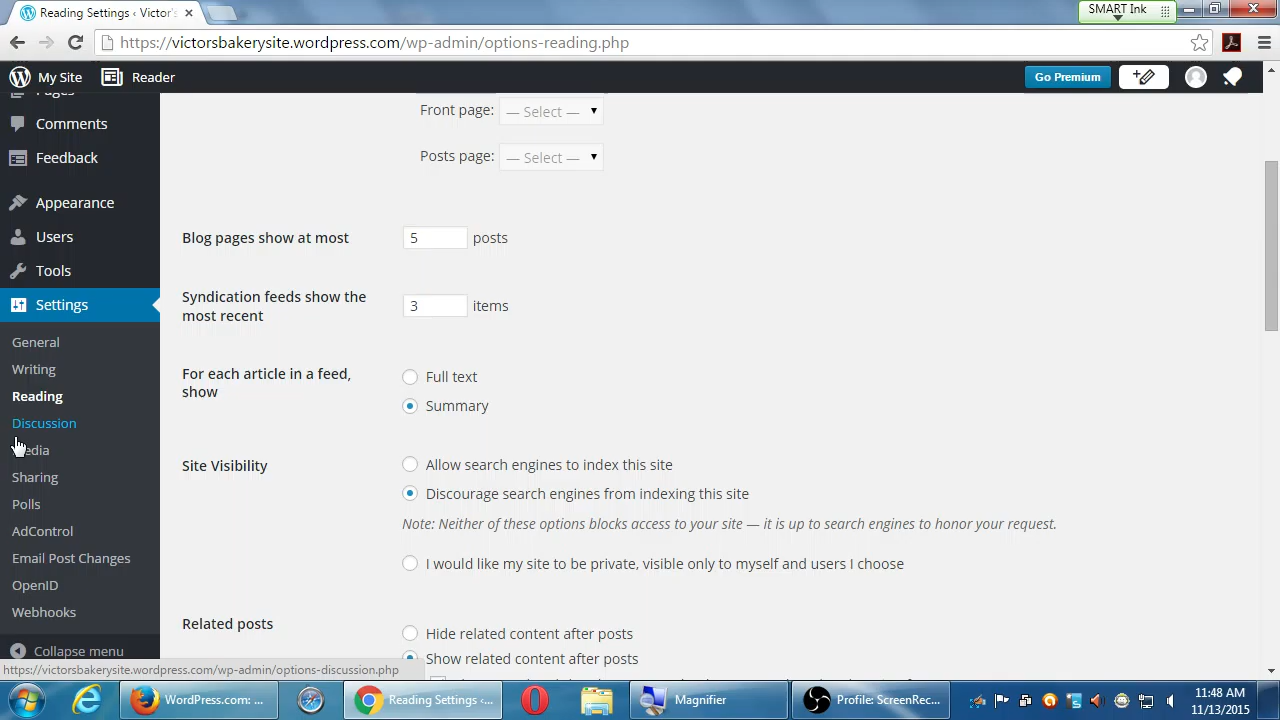 Reading Settings ‹ Victor's
SMART Ink
https://victorsbakerysite.wordpress.com/wp-admin/options-reading.php
My Site
Reader
Go Premium
Pages
Comments
Feedback
Appearance
Users
Tools
Settings
General
Writing
Reading
Discussion
Sharing
Polls
AdControl
Email Post Changes
OpenID
Webhooks
Collapse menu
Front page: — Select —
Posts page: — Select —
Blog pages show at most 5 posts
Syndication feeds show the
most recent 3 items
For each article in a feed,
show
Full text
Summary
Site Visibility
Allow search engines to index this site
Discourage search engines from indexing this site
Note: Neither of these options blocks access to your site — it is up to search engines to honor your request.
I would like my site to be private, visible only to myself and users I choose
Related posts
Hide related content after posts
Show related content after posts
https://victorsbakerysite.wordpress.com/wp-admin/options-discussion.php
WordPress.com: ...
Reading Settings ‹...
Magnifier
Profile: ScreenRec...
11:48 AM
11/13/2015